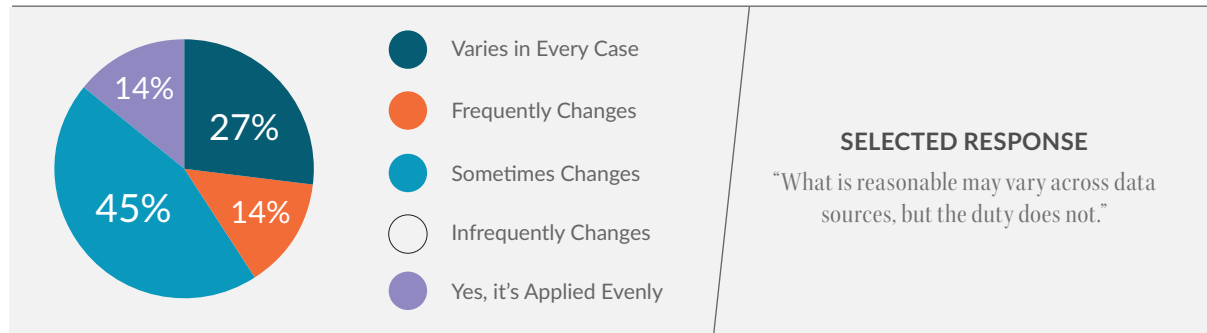 14%
27%
45%
14%
Varies in Every Case
Frequently Changes
Sometimes Changes
Infrequently Changes
Yes, it’s Applied Evenly
SELECTED RESPONSE
“What is reasonable may vary across data
sources, but the duty does not.”